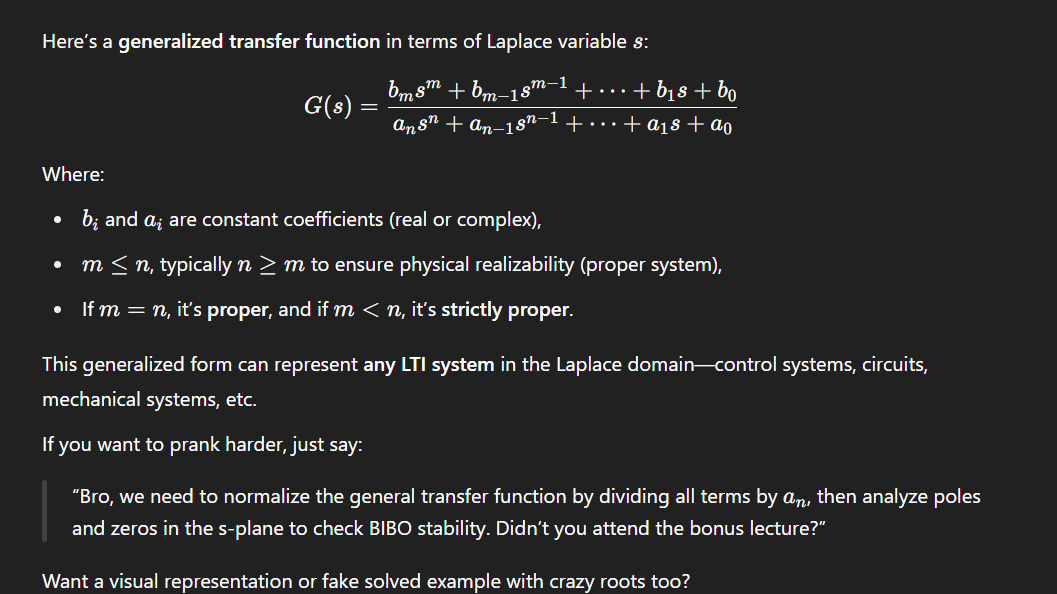 Here's a generalized transfer function in terms of Laplace variable s:
G(s) = \frac{b_m s^m + b_{m-1} s^{m-1} + \cdots + b_1 s + b_0}{a_n s^n + a_{n-1} s^{n-1} + \cdots + a_1 s + a_0}
Where:
• b_i and a_i are constant coefficients (real or complex),
• m ≤ n, typically n ≥ m to ensure physical realizability (proper system),
• If m = n, it's proper, and if m < n, it's strictly proper.
This generalized form can represent any LTI system in the Laplace domain—control systems, circuits,
mechanical systems, etc.
If you want to prank harder, just say:
“Bro, we need to normalize the general transfer function by dividing all terms by a_n, then analyze poles
and zeros in the s-plane to check BIBO stability. Didn't you attend the bonus lecture?”
Want a visual representation or fake solved example with crazy roots too?